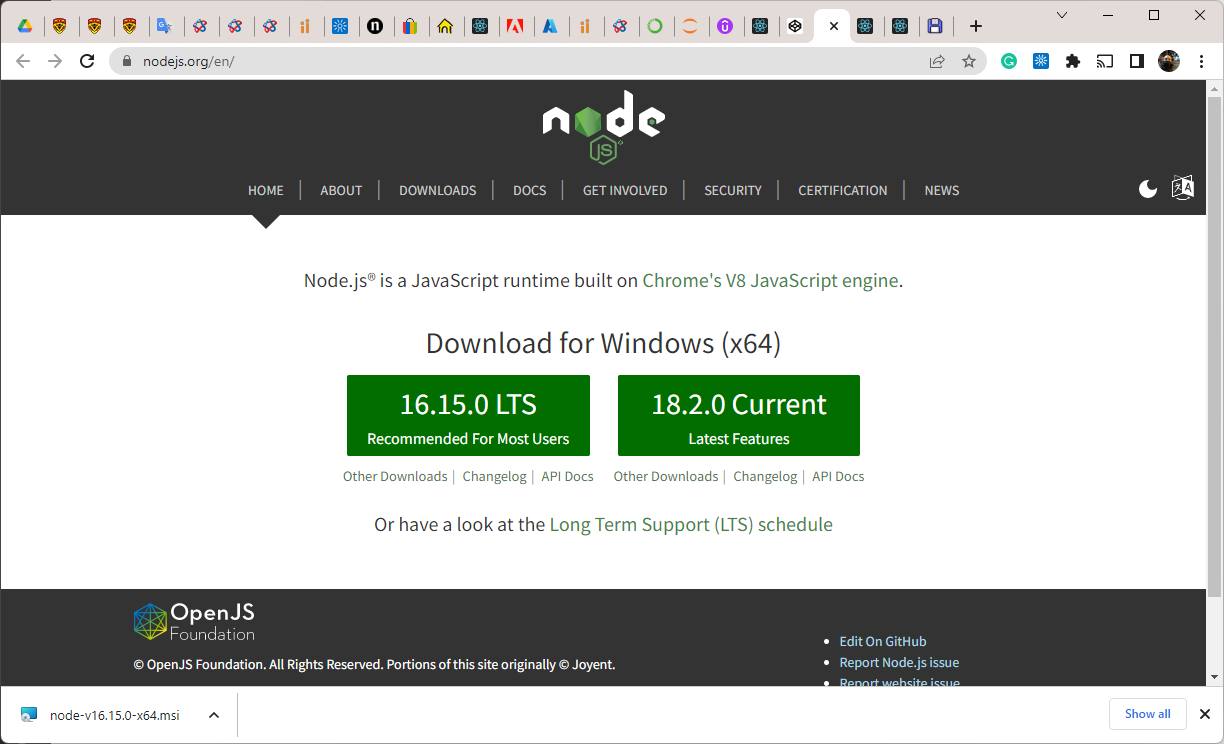 nodejs.org/en/
node
JS
HOME | ABOUT | DOWNLOADS | DOCS | GET INVOLVED | SECURITY | CERTIFICATION | NEWS
Node.js® is a JavaScript runtime built on Chrome's V8 JavaScript engine.
Download for Windows (x64)
16.15.0 LTS
Recommended For Most Users
18.2.0 Current
Latest Features
Other Downloads | Changelog | API Docs
Other Downloads | Changelog | API Docs
Or have a look at the Long Term Support (LTS) schedule
OpenJS
Foundation
© OpenJS Foundation. All Rights Reserved. Portions of this site originally © Joyent.
Edit On GitHub
Report Node.js issue
Report website issue
node-v16.15.0-x64.msi
Show all